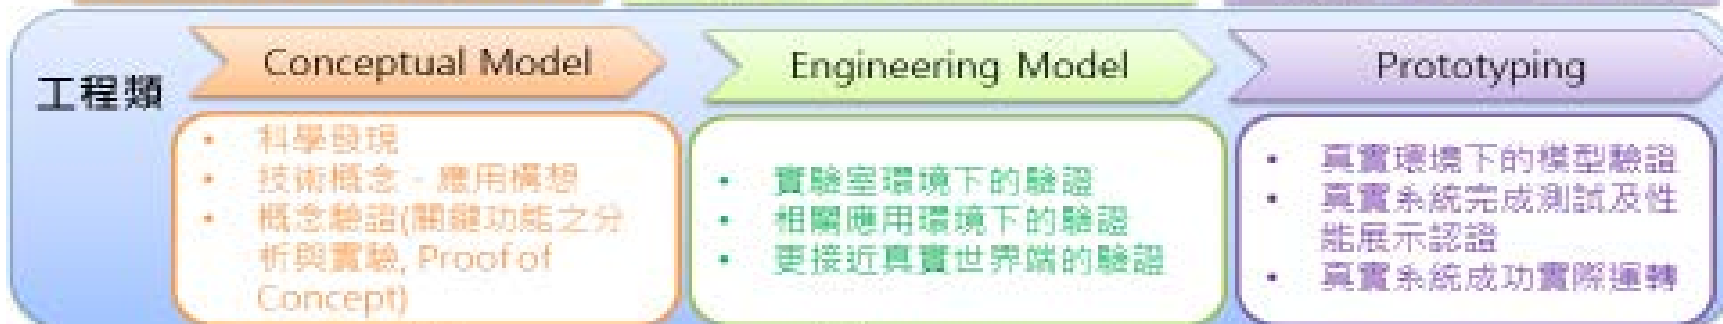 工程類
Conceptual Model
• 科學發現
• 技術概念 - 應用構想
• 概念驗證(關鍵功能之分
析與實驗, Proof of
Concept)
Engineering Model
• 實驗室環境下的驗證
• 相關應用環境下的驗證
• 更接近真實世界端的驗證
Prototyping
• 真實環境下的模型驗證
• 真實系統完成測試及性
能展示認證
• 真實系統成功實際運轉